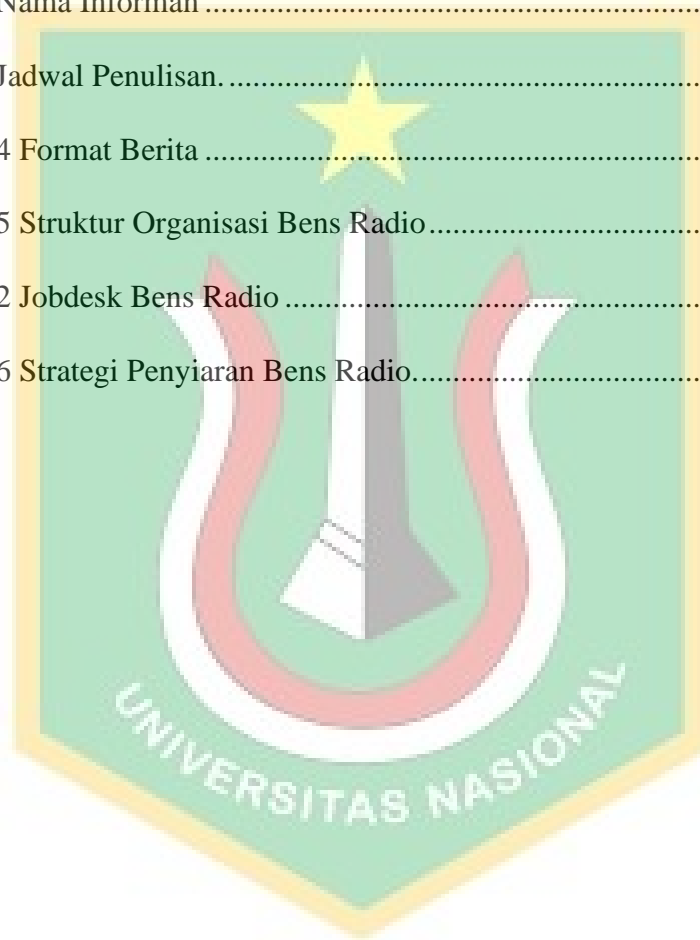 Nama Informan ........................................................
Jadwal Penulisan. .....................................................
4 Format Berita ........................................................
5 Struktur Organisasi Bens Radio..............................
2 Jobdesk Bens Radio ..............................................
6 Strategi Penyiaran Bens Radio................................
UNIVERSITAS NASIONAL